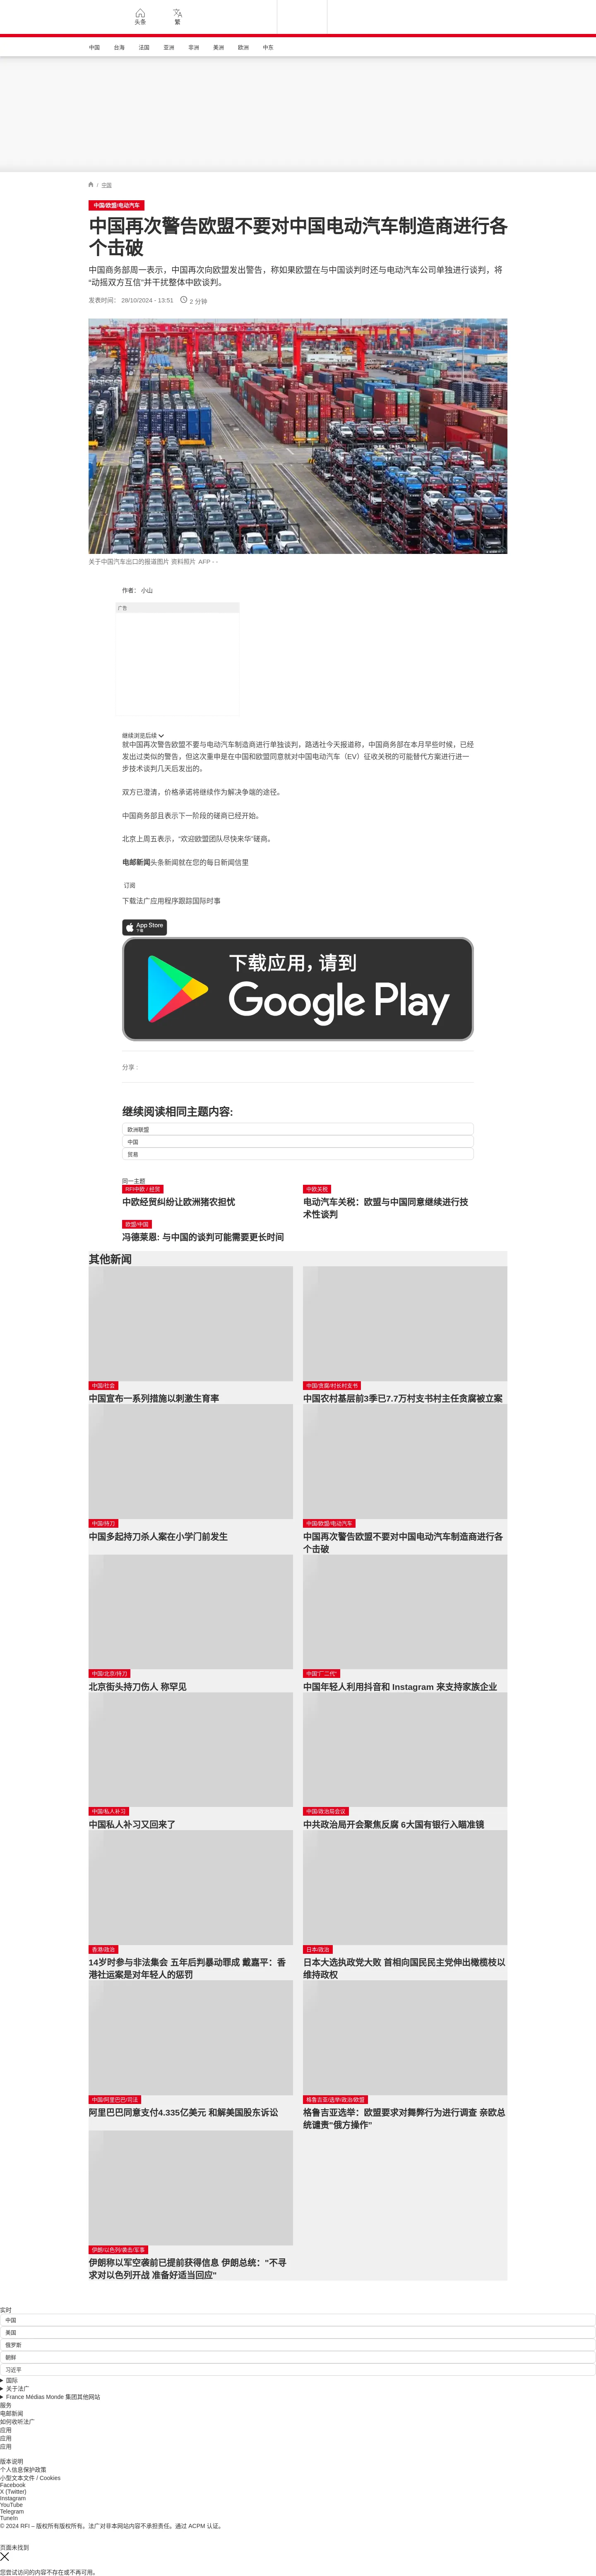 头条
繁
中国
台海
法国
亚洲
非洲
美洲
欧洲
中东
/ 中国
中国/欧盟/电动汽车
中国再次警告欧盟不要对中国电动汽车制造商进行各
个击破
中国商务部周一表示，中国再次向欧盟发出警告，称如果欧盟在与中国谈判时还与电动汽车公司单独进行谈判，将
“动摇双方互信”并干扰整体中欧谈判。
发表时间： 28/10/2024 - 13:51 2 分钟
关于中国汽车出口的报道图片 资料照片 AFP - -
作者： 小山
广告
继续浏览后续
就中国再次警告欧盟不要与电动汽车制造商进行单独谈判，路透社今天报道称，中国商务部在本月早些时候，已经
发出过类似的警告，但这次重申是在中国和欧盟同意就对中国电动汽车（EV）征收关税的可能替代方案进行进一
步技术谈判几天后发出的。
双方已澄清，价格承诺将继续作为解决争端的途径。
中国商务部且表示下一阶段的磋商已经开始。
北京上周五表示，“欢迎欧盟团队尽快来华”磋商。
电邮新闻头条新闻就在您的每日新闻信里
订阅
下载法广应用程序跟踪国际时事
App Store
下载
下载应用，请到
Google Play
分享 :
继续阅读相同主题内容:
欧洲联盟
中国
贸易
同一主题
RFI中欧 / 经贸
中欧经贸纠纷让欧洲猪农担忧
中欧关税
电动汽车关税：欧盟与中国同意继续进行技
术性谈判
欧盟/中国
冯德莱恩: 与中国的谈判可能需要更长时间
其他新闻
中国/社会
中国宣布一系列措施以刺激生育率
中国/贪腐/村长村支书
中国农村基层前3季已7.7万村支书村主任贪腐被立案
中国/持刀
中国多起持刀杀人案在小学门前发生
中国/欧盟/电动汽车
中国再次警告欧盟不要对中国电动汽车制造商进行各
个击破
中国/北京/持刀
北京街头持刀伤人 称罕见
中国"厂二代"
中国年轻人利用抖音和 Instagram 来支持家族企业
中国/私人补习
中国私人补习又回来了
中国/政治局会议
中共政治局开会聚焦反腐 6大国有银行入瞄准镜
香港/政治
14岁时参与非法集会 五年后判暴动罪成 戴嘉平：香
港社运案是对年轻人的惩罚
日本/政治
日本大选执政党大败 首相向国民民主党伸出橄榄枝以
维持政权
中国/阿里巴巴/司法
阿里巴巴同意支付4.335亿美元 和解美国股东诉讼
格鲁吉亚/选举/政治/欧盟
格鲁吉亚选举：欧盟要求对舞弊行为进行调查 亲欧总
统谴责"俄方操作"
伊朗/以色列/袭击/军事
伊朗称以军空袭前已提前获得信息 伊朗总统："不寻
求对以色列开战 准备好适当回应"
实时
中国
美国
俄罗斯
朝鲜
习近平
国际
关于法广
France Médias Monde 集团其他网站
服务
电邮新闻
如何收听法广
应用
应用
应用
版本说明
个人信息保护政策
小型文本文件 / Cookies
Facebook
X (Twitter)
Instagram
YouTube
Telegram
TuneIn
© 2024 RFI – 版权所有版权所有。法广对非本网站内容不承担责任。通过 ACPM 认证。
页面未找到
您尝试访问的内容不存在或不再可用。